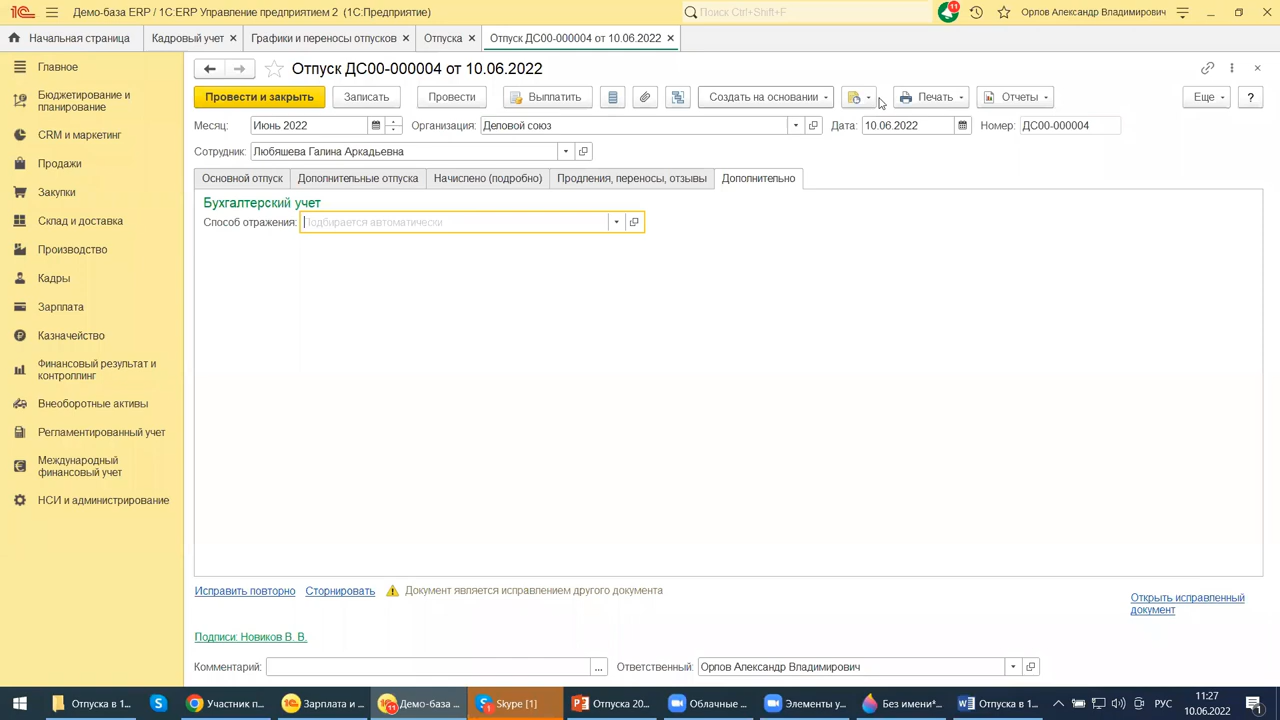 Демо-база ERP / 1С:ERP Управление предприятием 2 (1С:Предприятие)
Поиск Ctrl+Shift+F
11
Орлов Александр Владимирович
Начальная страница
Кадровый учет ×
Графики и переносы отпусков ×
Отпуска ×
Отпуск ДС00-000004 от 10.06.2022 ×
Главное
Бюджетирование и
планирование
CRM и маркетинг
Продажи
Закупки
Склад и доставка
Производство
Кадры
Зарплата
Казначейство
Финансовый результат и
контроллинг
Внеоборотные активы
Регламентированный учет
Международный
финансовый учет
НСИ и администрирование
Отпуск ДС00-000004 от 10.06.2022
Провести и закрыть
Записать
Провести
Выплатить
Создать на основании
Печать
Отчеты
Еще
?
Месяц: Июнь 2022
Организация: Деловой союз
Дата: 10.06.2022
Номер: ДС00-000004
Сотрудник: Любяшева Галина Аркадьевна
Основной отпуск
Дополнительные отпуска
Начислено (подробно)
Продления, переносы, отзывы
Дополнительно
Бухгалтерский учет
Способ отражения: Подбирается автоматически
Исправить повторно
Сторнировать
Документ является исправлением другого документа
Открыть исправленный
документ
Подписи: Новиков В. В.
Комментарий:
...
Ответственный: Орлов Александр Владимирович
Отпуска в 1...
Участник п...
Зарплата и ...
Демо-база ...
Skype [1]
Отпуска 20...
Облачные ...
Элементы у...
Без имени* ...
Отпуска в 1...
РУС
11:27
10.06.2022